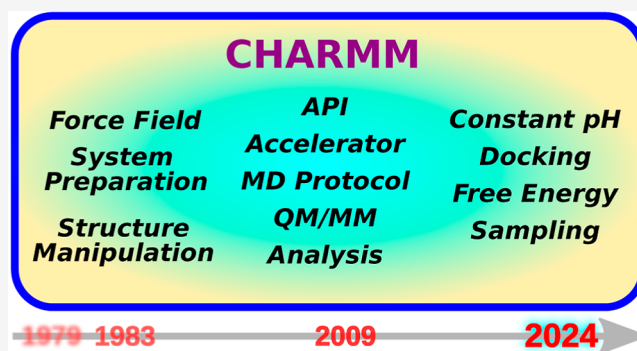 CHARMM
Force Field
System
Preparation
Structure
Manipulation
API
Accelerator
MD Protocol
QM/MM
Analysis
Constant pH
Docking
Free Energy
Sampling
1979 1983 2009 2024